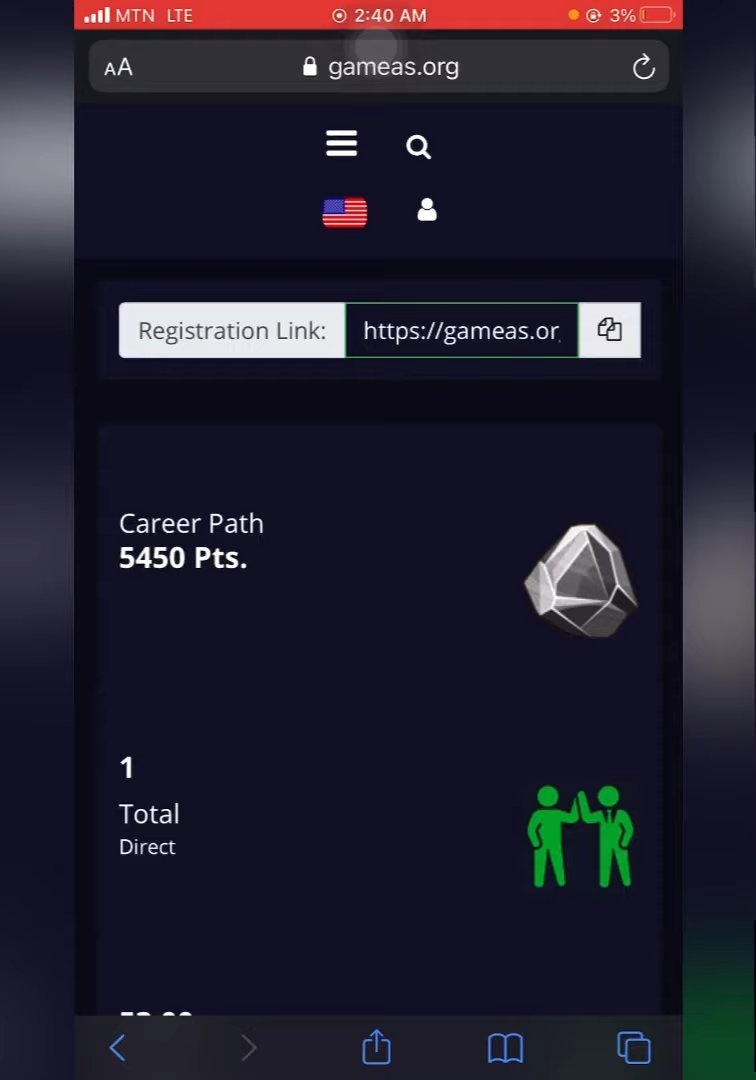 MTN LTE 2:40 AM 3%
AA gameas.org
Registration Link: https://gameas.or
Career Path
5450 Pts.
1
Total
Direct